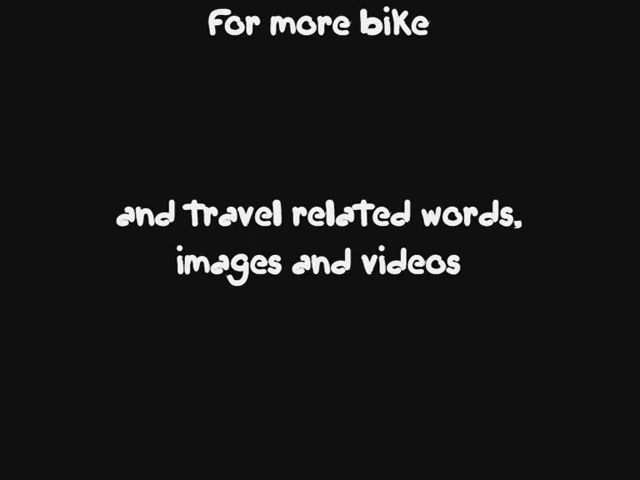 For more bike
and travel related words,
images and videos